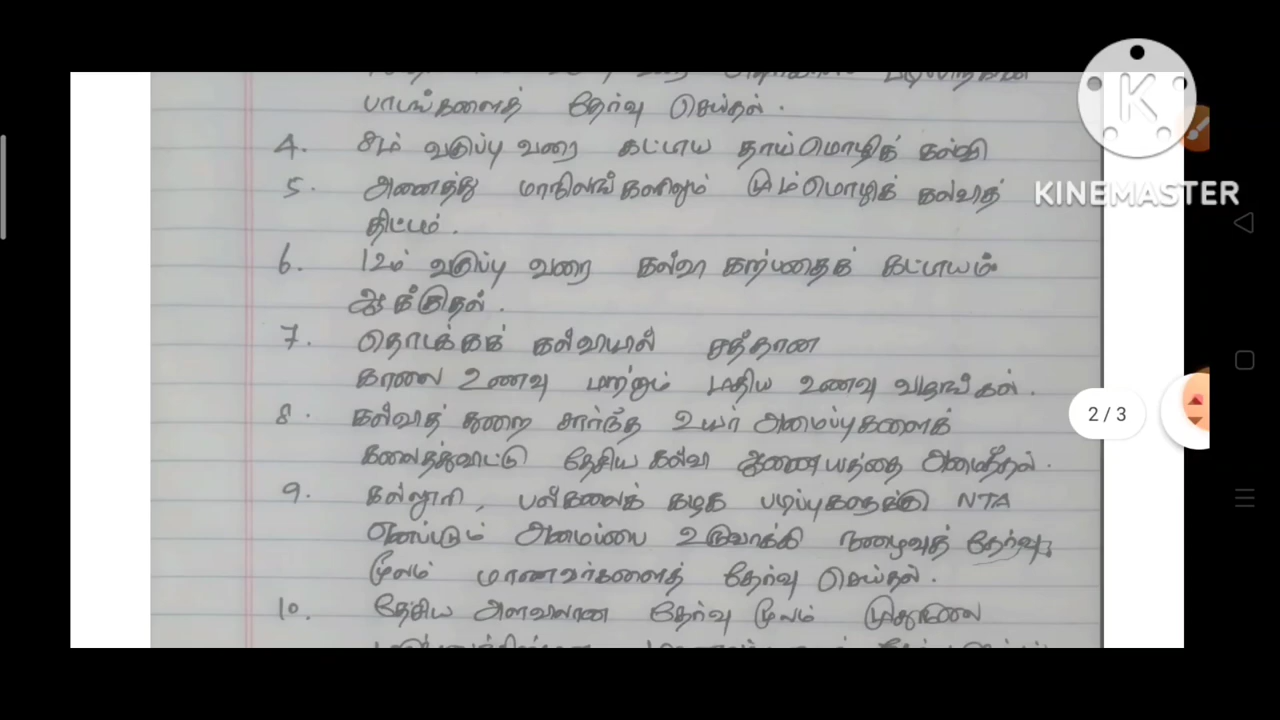 பாடங்களைத் தேர்வு செய்தல்.
4. 8ம் வகுப்பு வரை கட்டாய தாய்மொழிக் கல்வி
5. அனைத்து மாநிலங்களிலும் மும்மொழிக் கல்வித்
திட்டம்.
6. 12ம் வகுப்பு வரை கல்வி கற்பதைக் கட்டாயம்
ஆக்குதல்.
7. தொடக்கக் கல்வியில் சத்தான
காலை உணவு மற்றும் மதிய உணவு வழங்கல்.
8. கல்வித் துறை சார்ந்த உயர் அமைப்புகளைக்
கலைத்துவிட்டு தேசிய கல்வி ஆணையத்தை அமைத்தல்.
9. கல்லூரி, பல்கலைக் கழக படிப்புகளுக்கு NTA
எனப்படும் அமைப்பை உருவாக்கி நுழைவுத் தேர்வு
மூலம் மாணவர்களைத் தேர்வு செய்தல்.
10. தேசிய அளவிலான தேர்வு மூலம் முதுநிலை
KINEMASTER
2 / 3